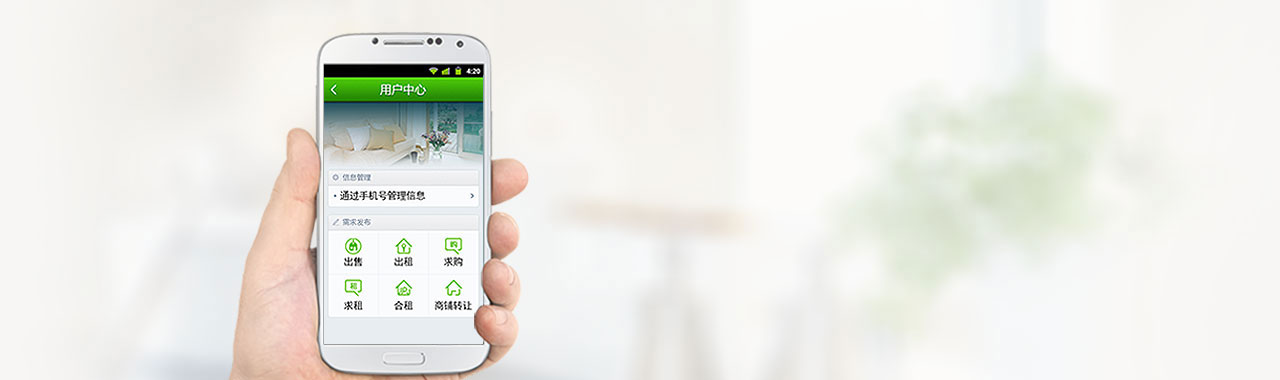 4:20
用户中心
信息管理
· 通过手机号管理信息
需求发布
出售 出租 求购
求租 合租 商铺转让